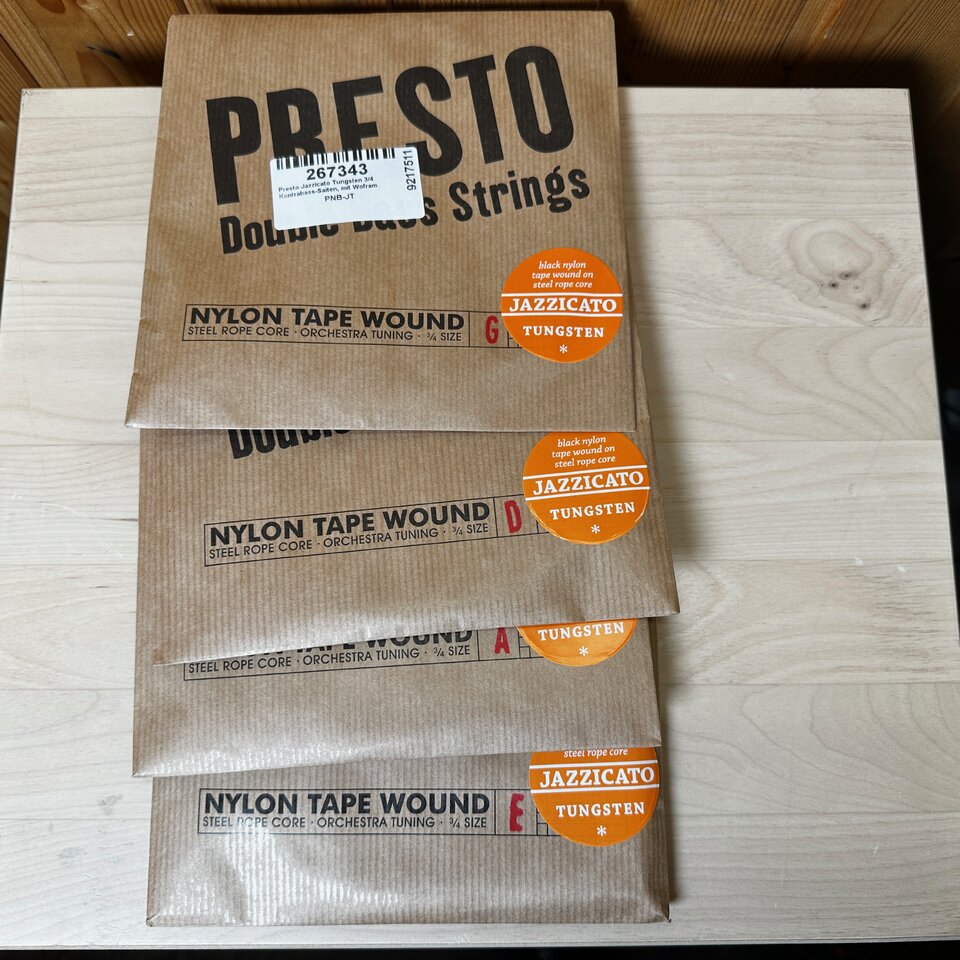 PRESTO
267343
Presto Jazzicato Tungsten 3/4
Kontrabass-Saiten, mit Wolfram
PNB-JT
9217511
Double Bass Strings
black nylon
tape wound on
steel rope core
JAZZICATO
TUNGSTEN
*
NYLON TAPE WOUND
STEEL ROPE CORE · ORCHESTRA TUNING · ¾ SIZE
G
Double
black nylon
tape wound on
steel rope core
JAZZICATO
TUNGSTEN
*
NYLON TAPE WOUND
STEEL ROPE CORE · ORCHESTRA TUNING · ¾ SIZE
D
TAPE WOUND
STEEL ROPE CORE · ORCHESTRA TUNING · ¾ SIZE
A
TUNGSTEN
*
steel rope core
JAZZICATO
TUNGSTEN
*
NYLON TAPE WOUND
STEEL ROPE CORE · ORCHESTRA TUNING · ¾ SIZE
E